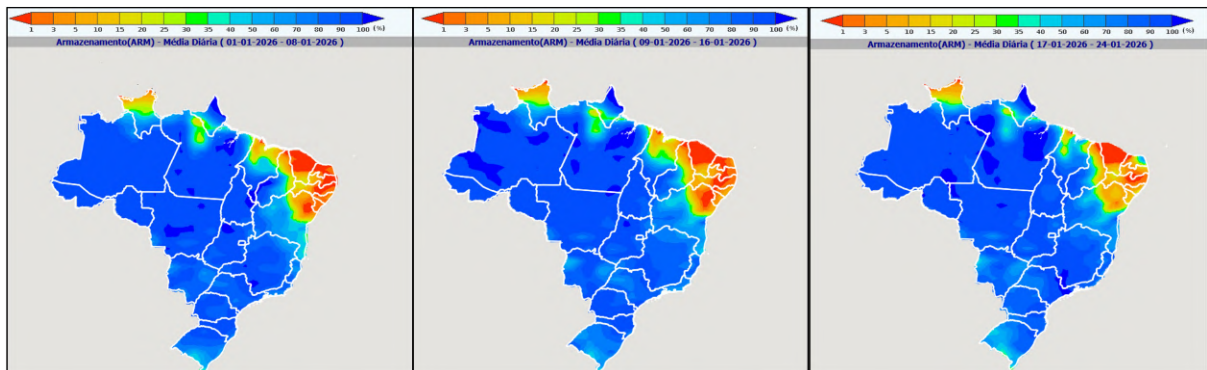 1 3 5 10 15 20 25 30 35 40 50 60 70 80 90 100 (%)
Armazenamento(ARM) - Média Diária ( 01-01-2026 - 08-01-2026 )
1 3 5 10 15 20 25 30 35 40 50 60 70 80 90 100 (%)
Armazenamento(ARM) - Média Diária ( 09-01-2026 - 16-01-2026 )
1 3 5 10 15 20 25 30 35 40 50 60 70 80 90 100 (%)
Armazenamento(ARM) - Média Diária ( 17-01-2026 - 24-01-2026 )